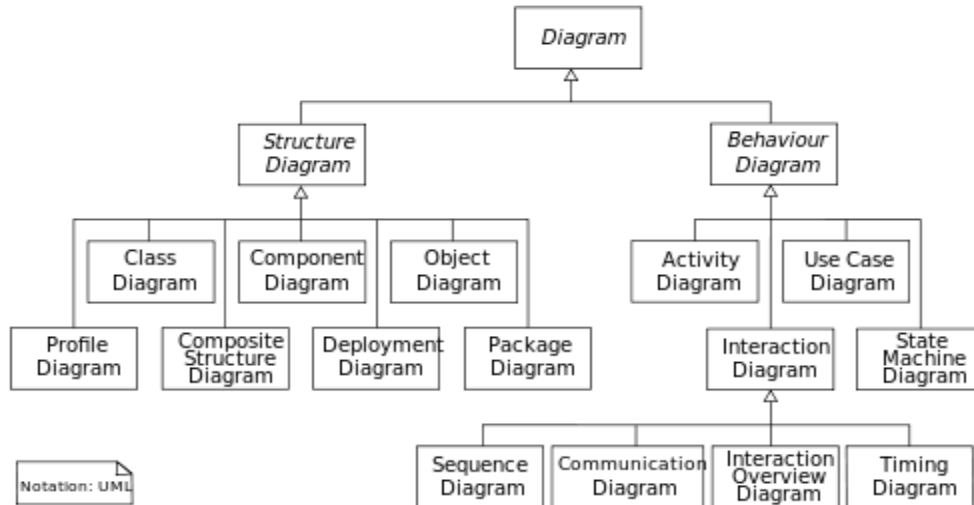 Diagram
Structure
Diagram
Behaviour
Diagram
Class
Diagram
Component
Diagram
Object
Diagram
Activity
Diagram
Use Case
Diagram
Profile
Diagram
Composite
Structure
Diagram
Deployment
Diagram
Package
Diagram
Interaction
Diagram
State
Machine
Diagram
Sequence
Diagram
Communication
Diagram
Interaction
Overview
Diagram
Timing
Diagram
Notation: UML